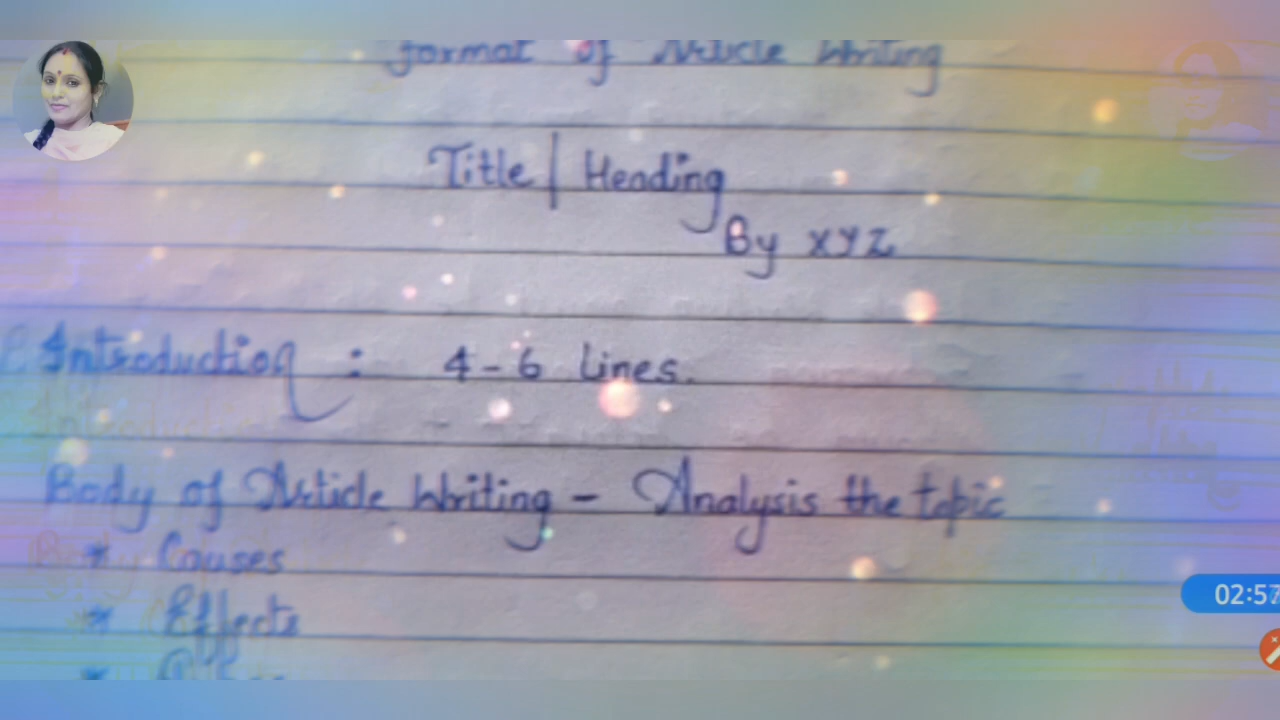 format of Article Writing
Title | Heading
By XYZ
Introduction : 4-6 Lines.
Body of Article Writing - Analysis the topic
* Causes
* Effects
*
02:57